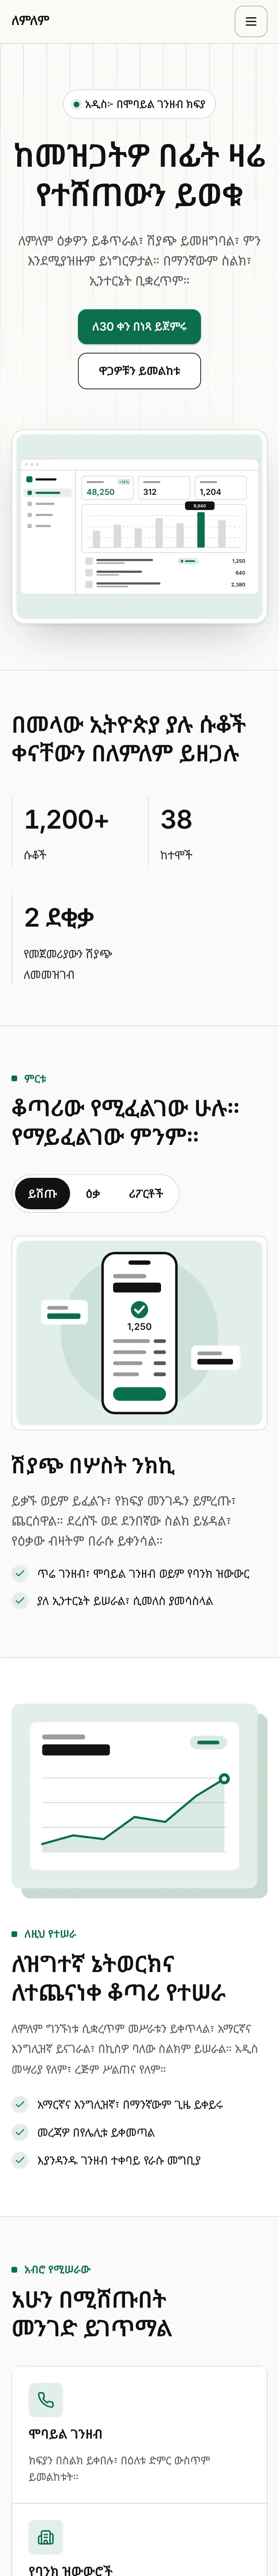 ለምለም
አዲስ፦ በሞባይል ገንዘብ ክፍያ
ከመዝጋትዎ በፊት ዛሬ
የተሸጠውን ይወቁ
ለምለም ዕቃዎን ይቆጥራል፣ ሽያጭ ይመዘግባል፣ ምን
እንደሚያዝዙም ይነግርዎታል። በማንኛውም ስልክ፣
ኢንተርኔት ቢቋረጥም።
ለ30 ቀን በነጻ ይጀምሩ
ዋጋዎቹን ይመልከቱ
+12%
48,250
312
1,204
8,640
1,250
640
2,380
በመላው ኢትዮጵያ ያሉ ሱቆች
ቀናቸውን በለምለም ይዘጋሉ
1,200+
38
ሱቆች
ከተሞች
2 ደቂቃ
የመጀመሪያውን ሽያጭ
ለመመዝገብ
ምርቱ
ቆጣሪው የሚፈልገው ሁሉ።
የማይፈልገው ምንም።
ይሽጡ
ዕቃ
ሪፖርቶች
1,250
ሽያጭ በሦስት ንክኪ
ይቃኙ ወይም ይፈልጉ፣ የክፍያ መንገዱን ይምረጡ፣
ጨርሰዋል። ደረሰኙ ወደ ደንበኛው ስልክ ይሄዳል፣
የዕቃው ብዛትም በራሱ ይቀንሳል።
ጥሬ ገንዘብ፣ ሞባይል ገንዘብ ወይም የባንክ ዝውውር
ያለ ኢንተርኔት ይሠራል፣ ሲመለስ ያመሳስላል
ለዚህ የተሠራ
ለዝግተኛ ኔትወርክና
ለተጨናነቀ ቆጣሪ የተሠራ
ለምለም ግንኙነት ሲቋረጥም መሥራቱን ይቀጥላል፣ አማርኛና
እንግሊዝኛ ይናገራል፣ በኪስዎ ባለው ስልክም ይሠራል። አዲስ
መሣሪያ የለም፣ ረጅም ሥልጠና የለም።
አማርኛና እንግሊዝኛ፣ በማንኛውም ጊዜ ይቀይሩ
መረጃዎ በየሌሊቱ ይቀመጣል
እያንዳንዱ ገንዘብ ተቀባይ የራሱ መግቢያ
አብሮ የሚሠራው
አሁን በሚሸጡበት
መንገድ ይገጥማል
ሞባይል ገንዘብ
ክፍያን በስልክ ይቀበሉ፣ በዕለቱ ድምር ውስጥም
ይመልከቱት።
የባንክ ዝውውሮች